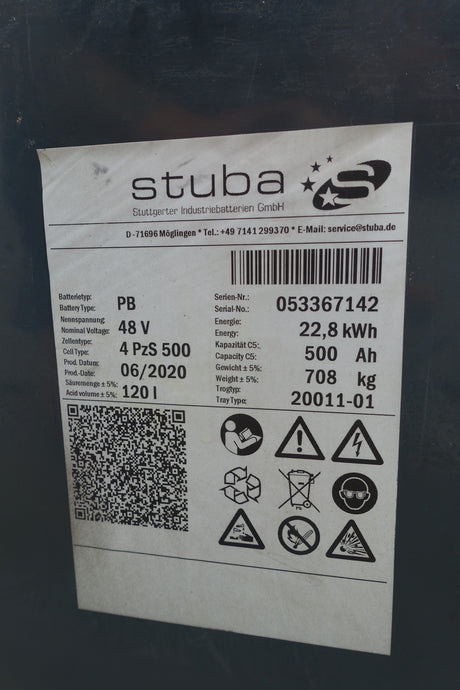 stuba
Stuttgarter Industriebatterien GmbH
D-71696 Möglingen * Tel.: +49 7141 299370 * E-Mail: service@stuba.de
Batterietyp:
Battery Type: PB
Nennspannung:
Nominal Voltage: 48 V
Zellentype:
Cell Type: 4 PzS 500
Prod. Datum:
Prod.-Date: 06/2020
Säuremenge ± 5%:
Acid volume ± 5%: 120 l
Serien-Nr.:
Serial-No.: 053367142
Energie:
Energy: 22,8 kWh
Kapazität C5:
Capacity C5: 500 Ah
Gewicht ± 5%:
Weight ± 5%: 708 kg
Trogtyp:
Tray Type: 20011-01
Pb